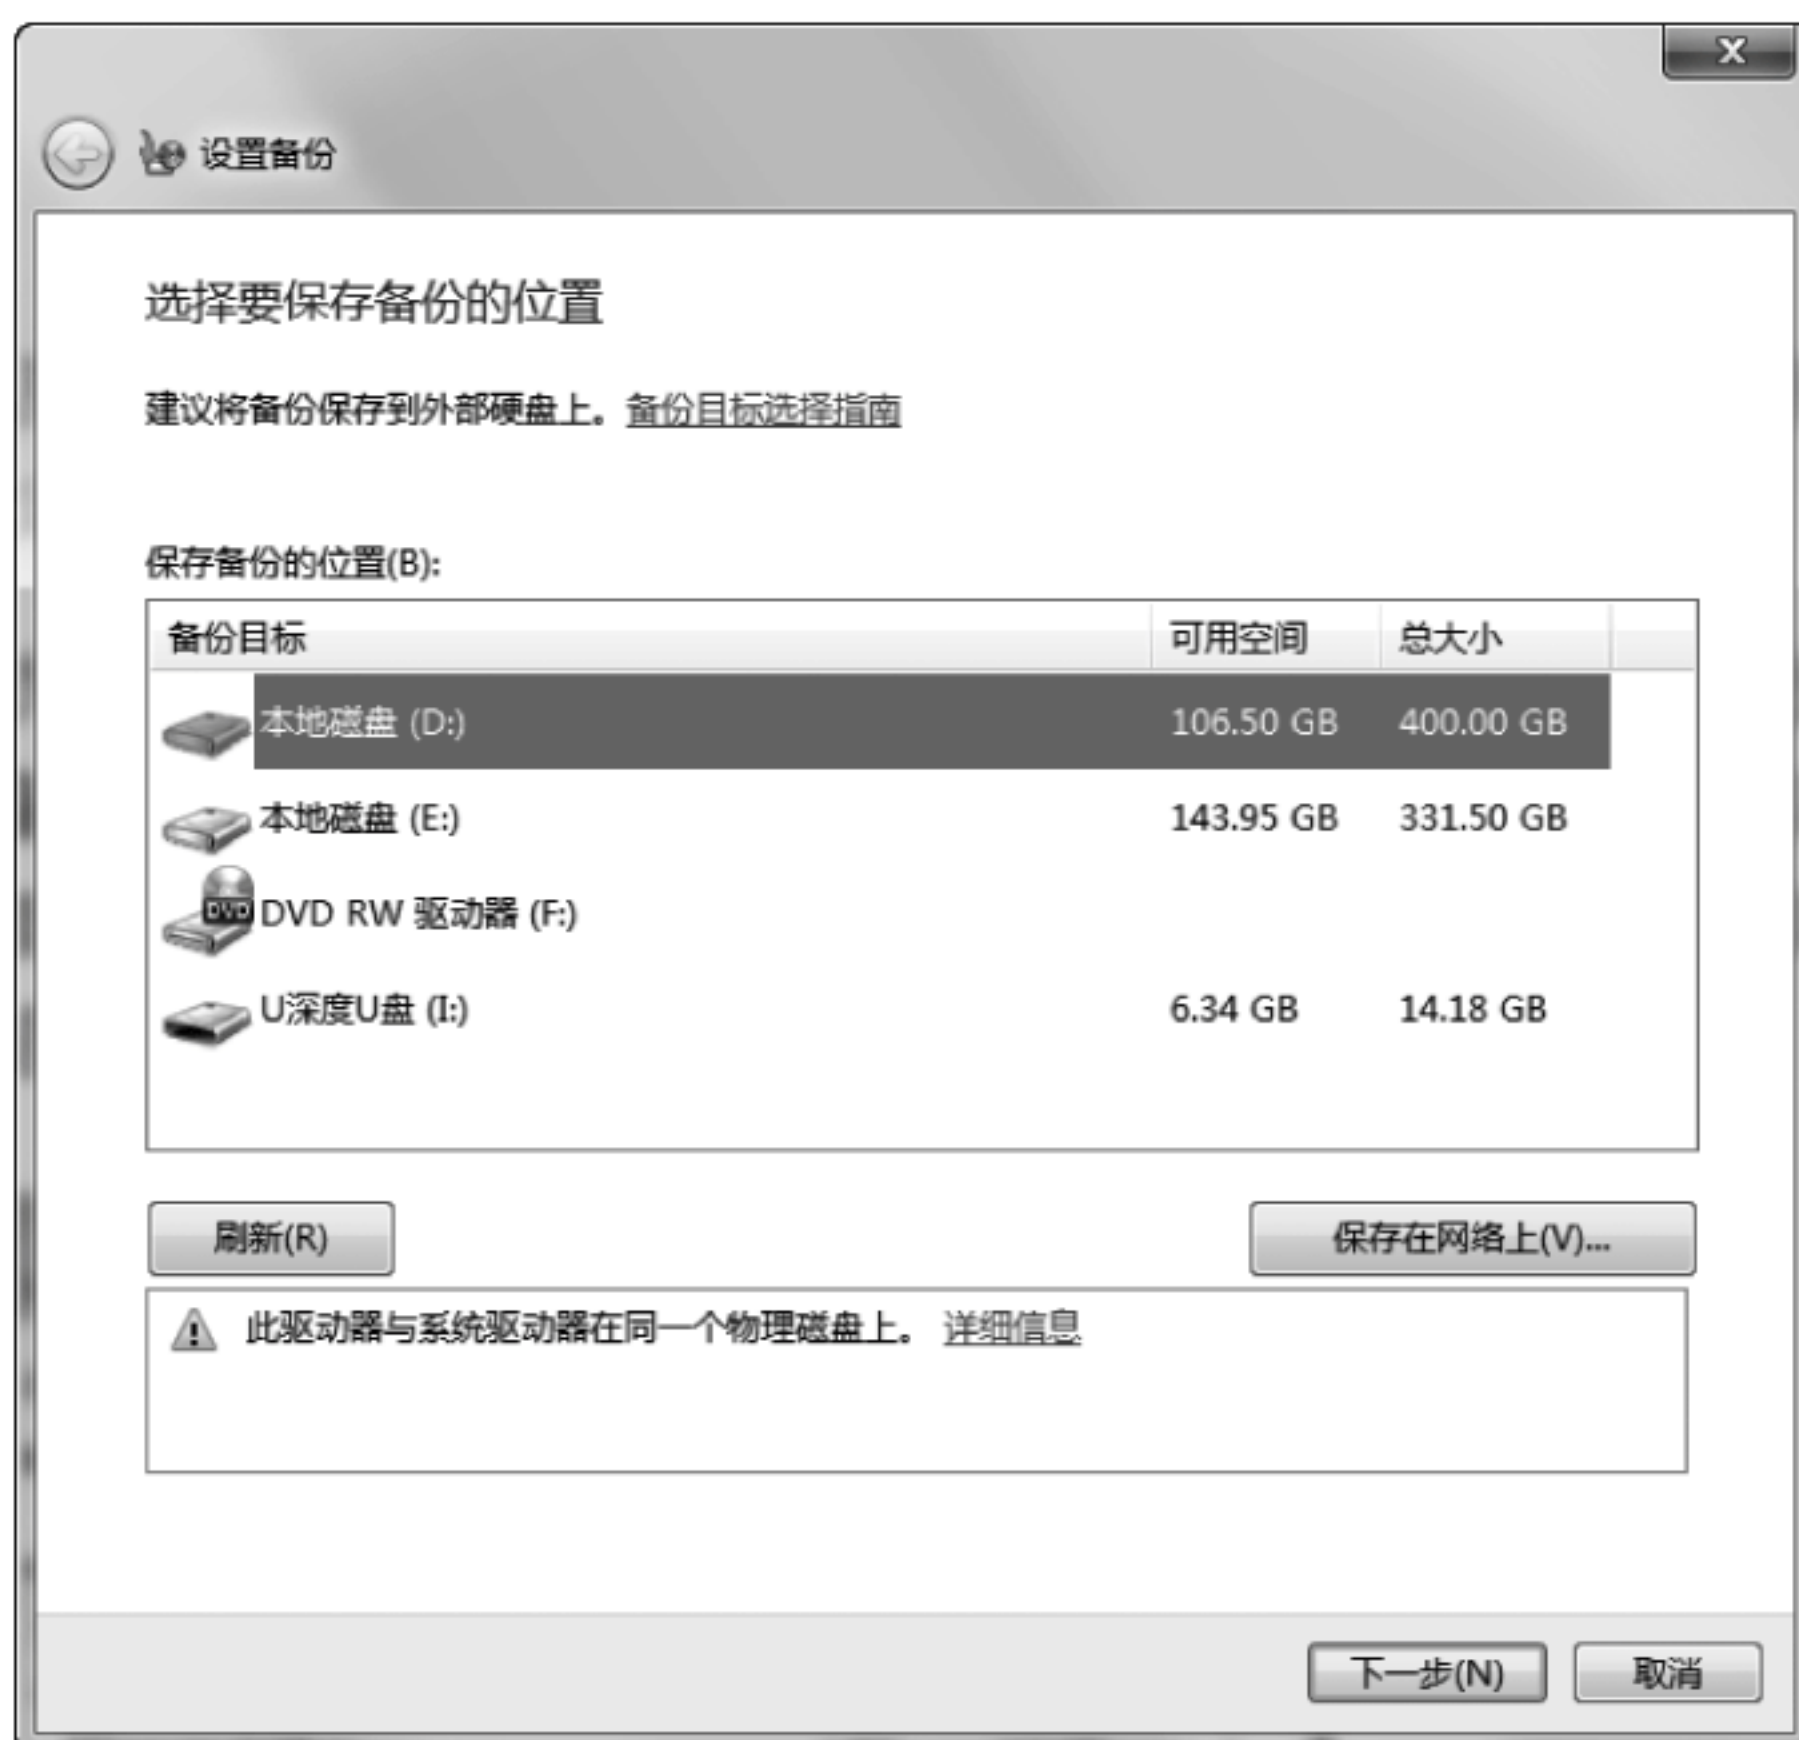 设置备份
选择要保存备份的位置
建议将备份保存到外部硬盘上。备份目标选择指南
保存备份的位置(B):
备份目标 可用空间 总大小
本地磁盘 (D:) 106.50 GB 400.00 GB
本地磁盘 (E:) 143.95 GB 331.50 GB
DVD DVD RW 驱动器 (F:)
U深度U盘 (I:) 6.34 GB 14.18 GB
刷新(R) 保存在网络上(V)...
此驱动器与系统驱动器在同一个物理磁盘上。 详细信息
下一步(N) 取消